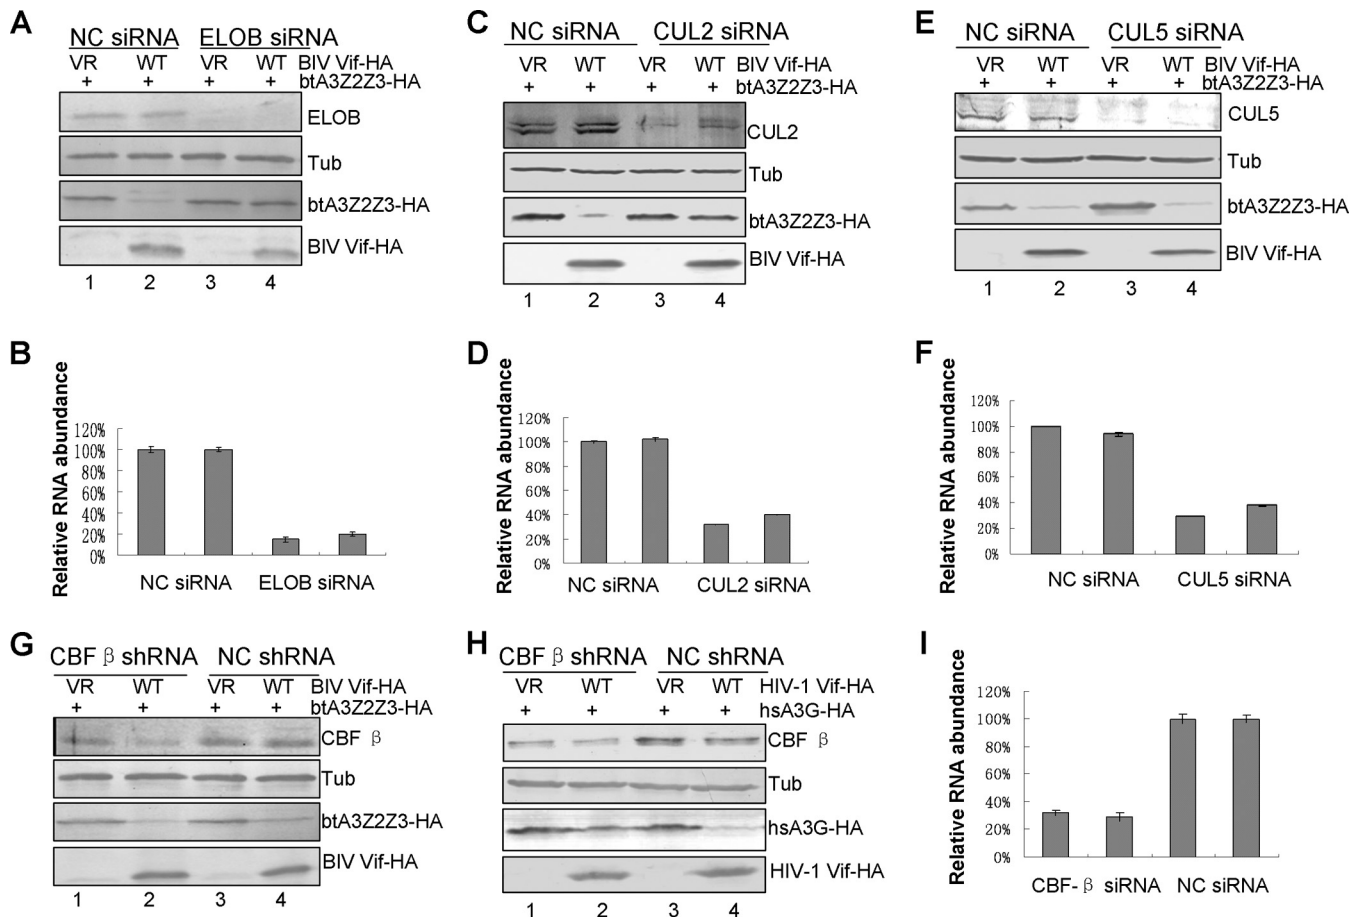 A
NC siRNA ELOB siRNA
VR WT VR WT BIV Vif-HA
+ + + + btA3Z2Z3-HA
ELOB
Tub
btA3Z2Z3-HA
BIV Vif-HA
1 2 3 4
C
NC siRNA CUL2 siRNA
VR WT VR WT BIV Vif-HA
+ + + + btA3Z2Z3-HA
CUL2
Tub
btA3Z2Z3-HA
BIV Vif-HA
1 2 3 4
E
NC siRNA CUL5 siRNA
VR WT VR WT BIV Vif-HA
+ + + + btA3Z2Z3-HA
CUL5
Tub
btA3Z2Z3-HA
BIV Vif-HA
1 2 3 4
B
Relative RNA abundance
120%
100%
80%
60%
40%
20%
0%
NC siRNA ELOB siRNA
D
Relative RNA abundance
120%
100%
80%
60%
40%
20%
0%
NC siRNA CUL2 siRNA
F
Relative RNA abundance
120%
100%
80%
60%
40%
20%
0%
NC siRNA CUL5 siRNA
G
CBF β shRNA NC shRNA
VR WT VR WT BIV Vif-HA
+ + + + btA3Z2Z3-HA
CBF β
Tub
btA3Z2Z3-HA
BIV Vif-HA
1 2 3 4
H
CBF β shRNA NC shRNA
VR WT VR WT HIV-1 Vif-HA
+ + + + hsA3G-HA
CBF β
Tub
hsA3G-HA
HIV-1 Vif-HA
1 2 3 4
I
Relative RNA abundance
120%
100%
80%
60%
40%
20%
0%
CBF- β siRNA NC siRNA